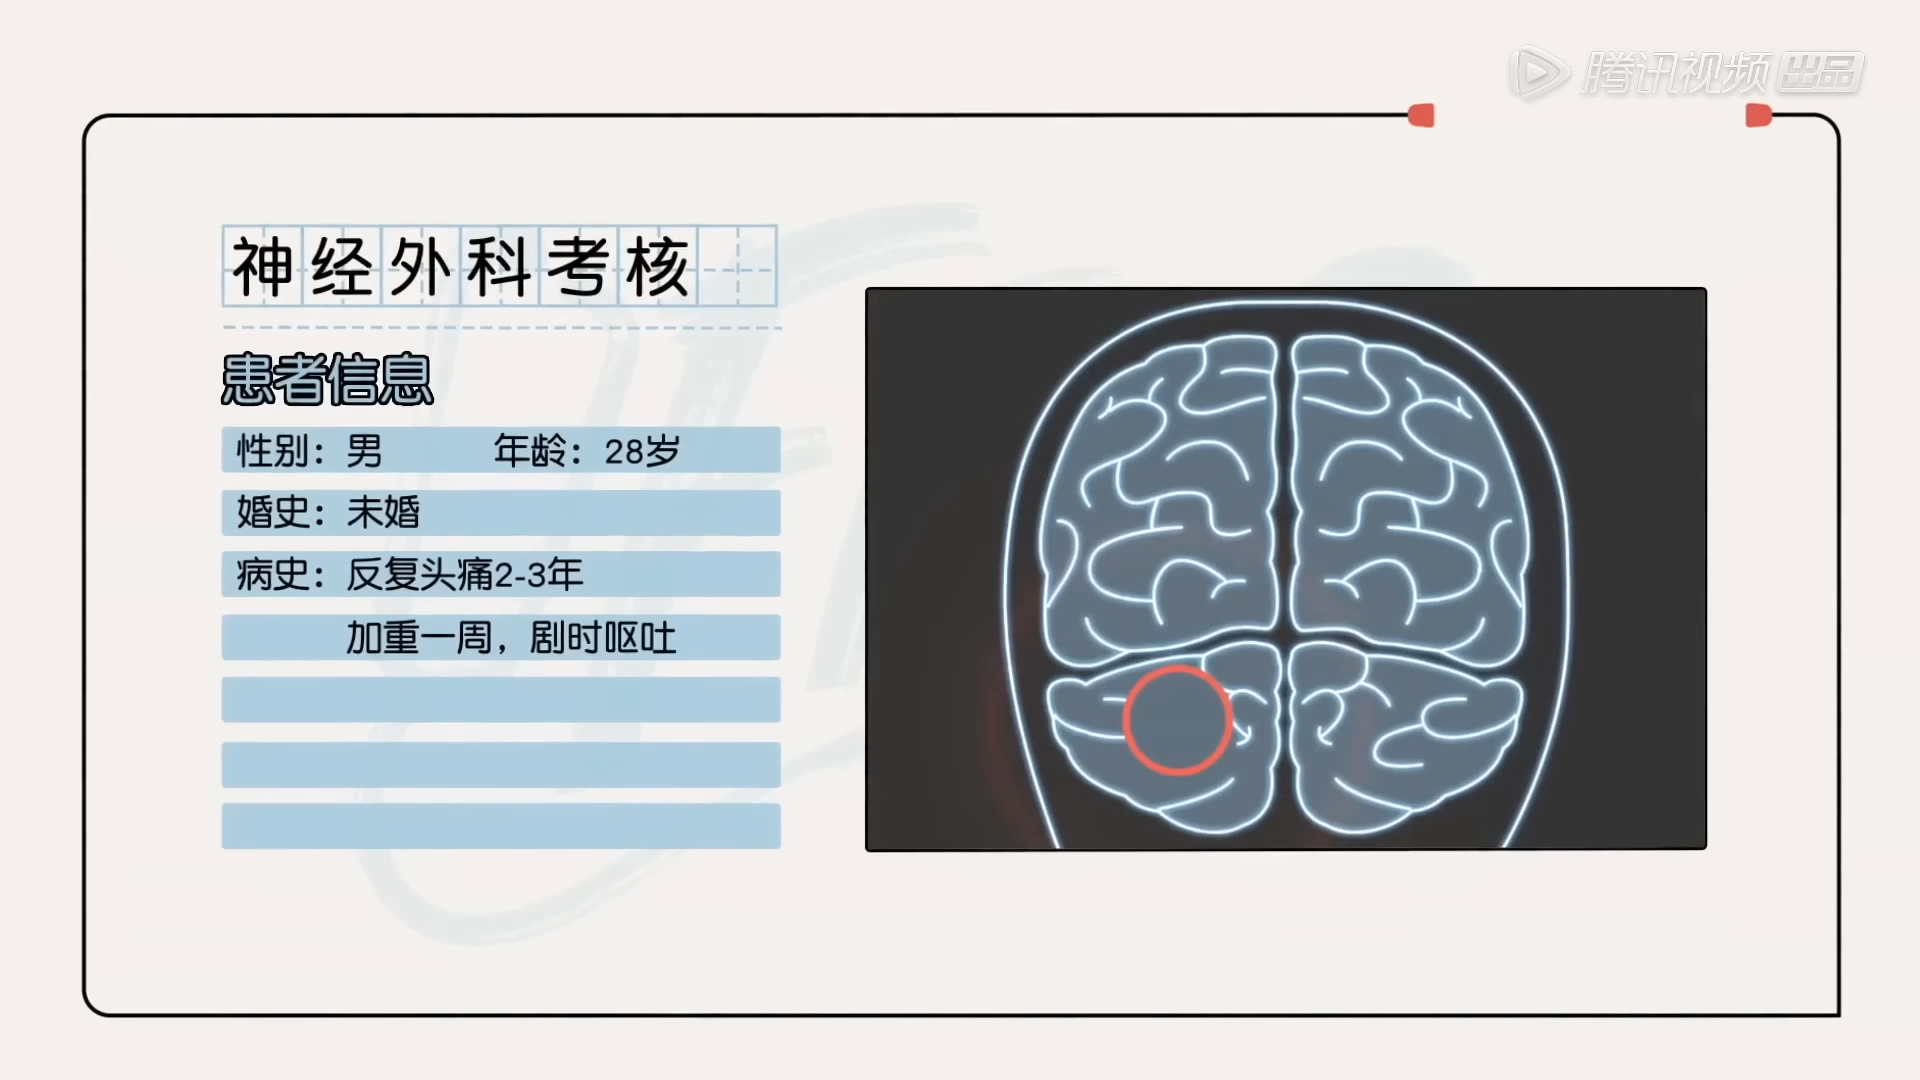 腾讯视频 出品
神经外科考核
患者信息
性别：男 年龄：28岁
婚史：未婚
病史：反复头痛2-3年
加重一周，剧时呕吐